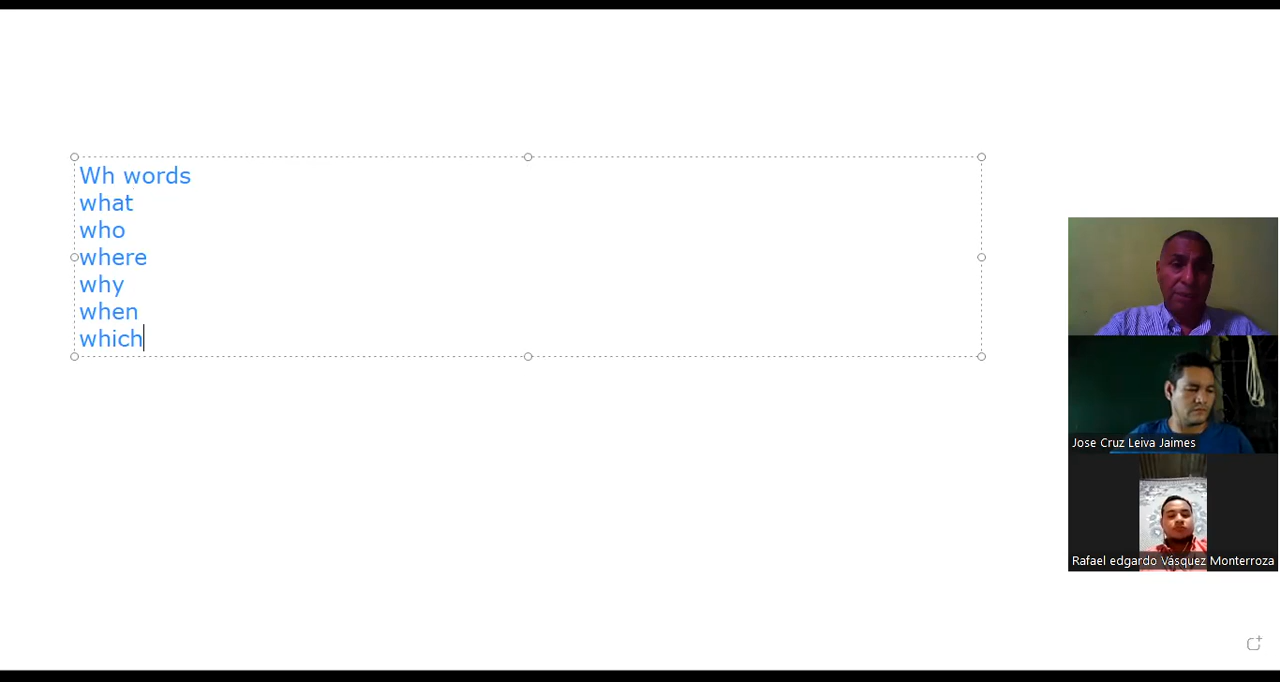 Wh words
what
who
where
why
when
which
Jose Cruz Leiva Jaimes
Rafael edgardo Vásquez Monterroza